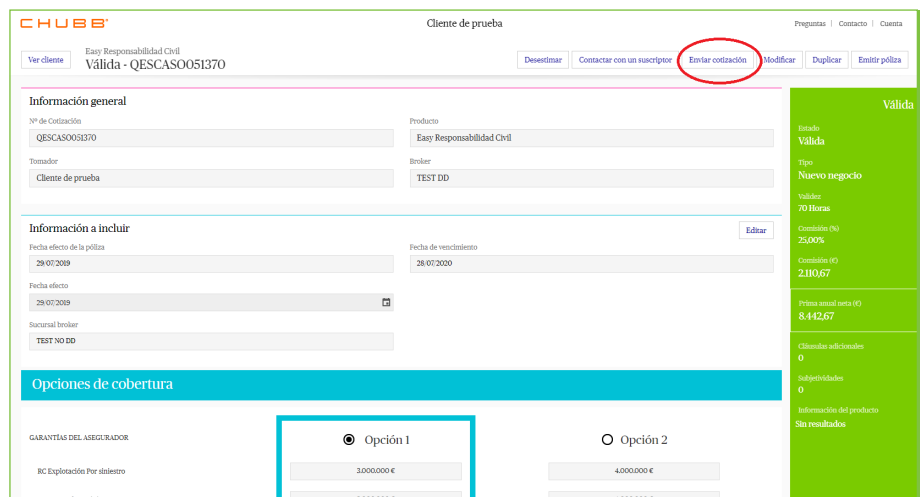 CHUBB
Cliente de prueba
Preguntas | Contacto | Cuenta
Ver cliente
Easy Responsabilidad Civil
Válida - QESCASO051370
Desestimar
Contactar con un suscriptor
Enviar cotización
Modificar
Duplicar
Emitir póliza
Información general
Nº de Cotización
QESCASO051370
Producto
Easy Responsabilidad Civil
Tomador
Cliente de prueba
Broker
TEST DD
Información a incluir
Editar
Fecha efecto de la póliza
29/07/2019
Fecha de vencimiento
28/07/2020
Fecha efecto
29/07/2019
Sucursal broker
TEST NO DD
Opciones de cobertura
GARANTÍAS DEL ASEGURADOR
Opción 1
Opción 2
RC Explotación Por siniestro
3.000.000 €
4.000.000 €
Válida
Estado
Válida
Tipo
Nuevo negocio
Validez
70 Horas
Comisión (%)
25,00%
Comisión (€)
2.110,67
Prima anual neta (€)
8.442,67
Cláusulas adicionales
0
Subjetividades
0
Información del producto
Sin resultados